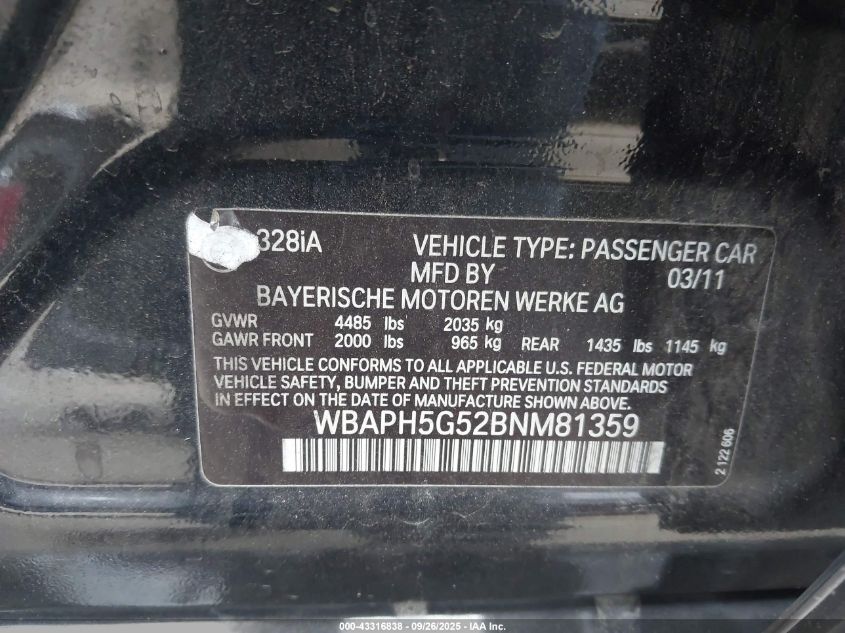 328iA VEHICLE TYPE: PASSENGER CAR
MFD BY 03/11
BAYERISCHE MOTOREN WERKE AG
GVWR 4485 lbs 2035 kg
GAWR FRONT 2000 lbs 965 kg REAR 1435 lbs 1145 kg
THIS VEHICLE CONFORMS TO ALL APPLICABLE U.S. FEDERAL MOTOR
VEHICLE SAFETY, BUMPER AND THEFT PREVENTION STANDARDS
IN EFFECT ON THE DATE OF MANUFACTURE SHOWN ABOVE.
WBAPH5G52BNM81359
2 122 606
000-43316838 - 09/26/2025 - IAA, Inc.